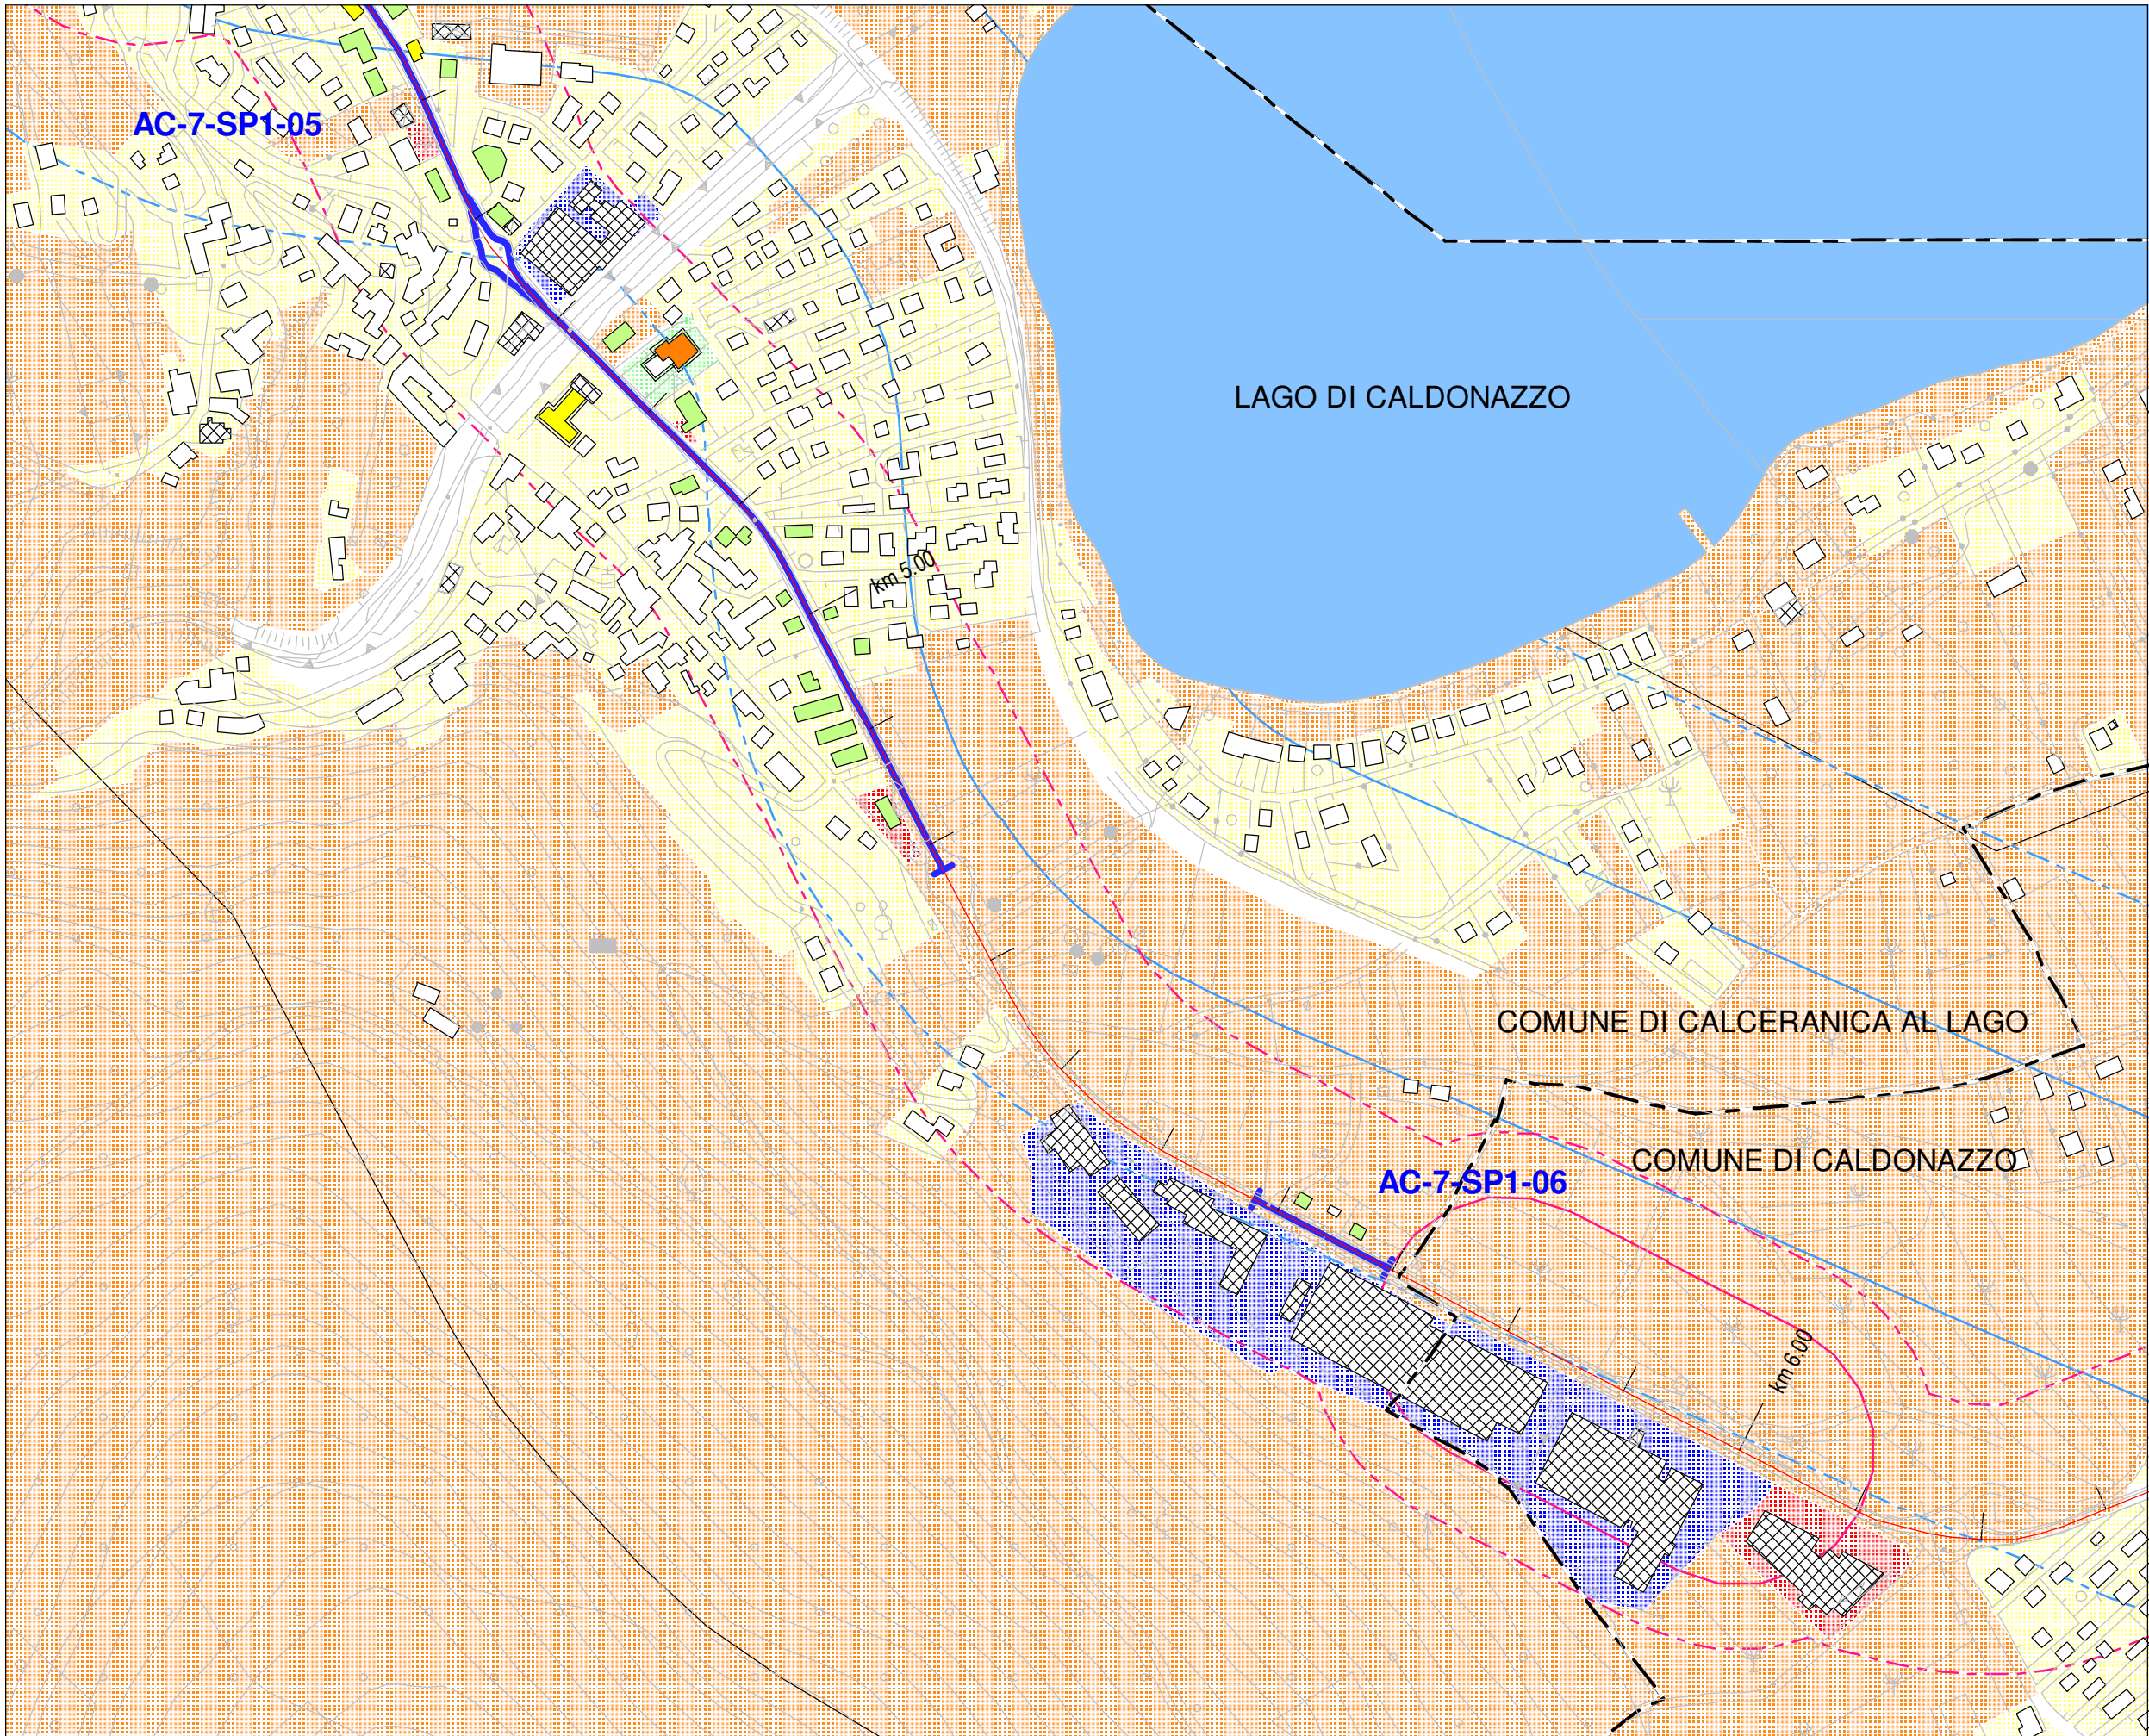 AC-7-SP1-05
LAGO DI CALDONAZZO
km 5.00
COMUNE DI CALCERANICA AL LAGO
COMUNE DI CALDONAZZO
AC-7-SP1-06
km 6.00